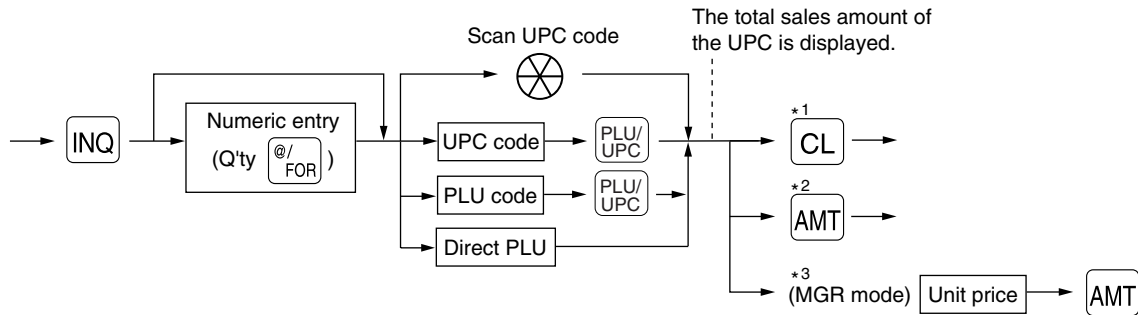 The total sales amount of
the UPC is displayed.
Scan UPC code
INQ
Numeric entry
(Q'ty @/FOR )
UPC code
PLU/
UPC
PLU code
PLU/
UPC
Direct PLU
*1
CL
*2
AMT
*3
(MGR mode)
Unit price
AMT